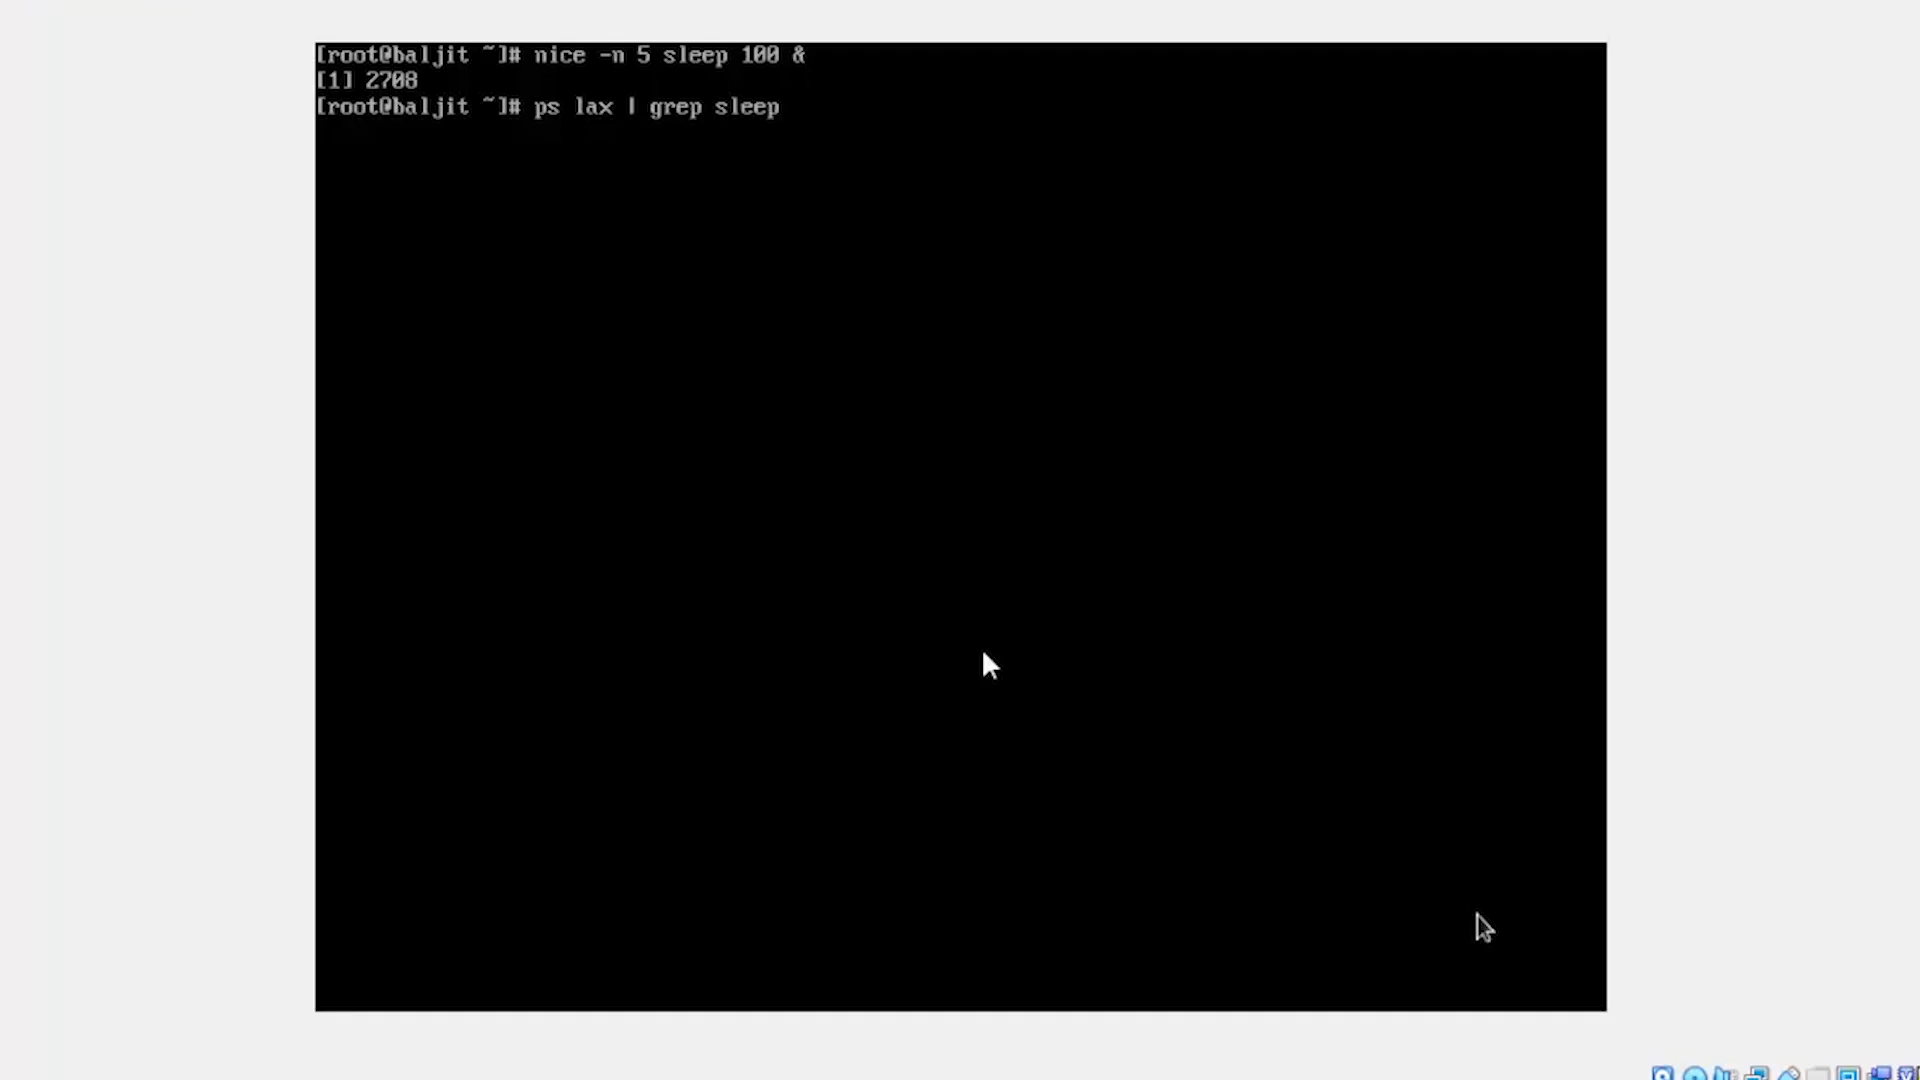 [root@baljit ~]# nice -n 5 sleep 100 &
[1] 2708
[root@baljit ~]# ps lax | grep sleep